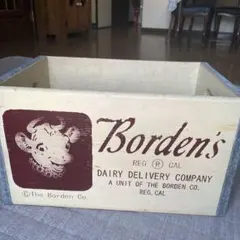 Borden's
REG. Ⓡ CAL.
DAIRY DELIVERY COMPANY
A UNIT OF THE BORDEN CO.
REG. CAL.
©The Borden Co.